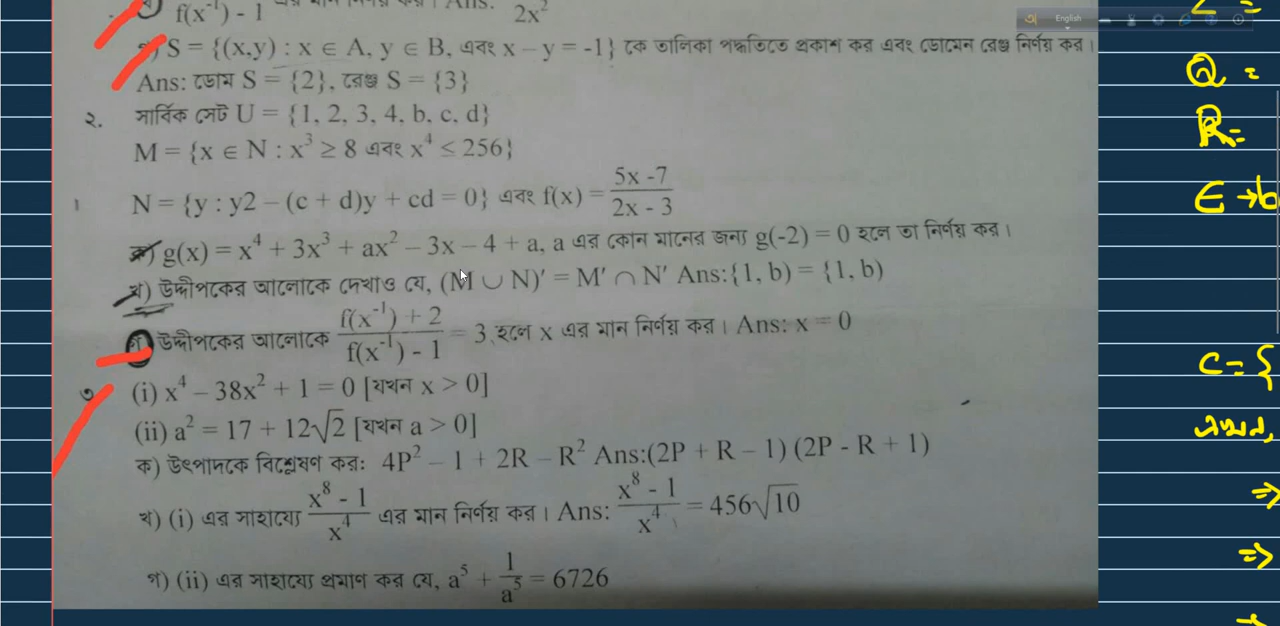 f(x⁻¹) - 1 এর মান নির্ণয় কর। Ans: 2x²
S = {(x,y) : x ∈ A, y ∈ B, এবং x – y = -1} কে তালিকা পদ্ধতিতে প্রকাশ কর এবং ডোমেন রেঞ্জ নির্ণয় কর।
Ans: ডোম S = {2}, রেঞ্জ S = {3}
২. সার্বিক সেট U = {1, 2, 3, 4, b, c, d}
M = {x ∈ N : x³ ≥ 8 এবং x⁴ ≤ 256}
N = {y : y2 – (c + d)y + cd = 0} এবং f(x) = (5x -7)/(2x - 3)
ক) g(x) = x⁴ + 3x³ + ax² – 3x – 4 + a, a এর কোন মানের জন্য g(-2) = 0 হলে তা নির্ণয় কর।
খ) উদ্দীপকের আলোকে দেখাও যে, (M ∪ N)′ = M′ ∩ N′ Ans:{1, b) = {1, b)
গ) উদ্দীপকের আলোকে (f(x⁻¹) + 2)/(f(x⁻¹) - 1) = 3 হলে x এর মান নির্ণয় কর। Ans: x = 0
৩ (i) x⁴ – 38x² + 1 = 0 [যখন x > 0]
(ii) a² = 17 + 12√2 [যখন a > 0]
ক) উৎপাদকে বিশ্লেষণ কর: 4P² – 1 + 2R – R² Ans:(2P + R – 1) (2P - R + 1)
খ) (i) এর সাহায্যে (x⁸ - 1)/x⁴ এর মান নির্ণয় কর। Ans: (x⁸ - 1)/x⁴ = 456√10
গ) (ii) এর সাহায্যে প্রমাণ কর যে, a⁵ + 1/a⁵ = 6726
English
Q =
R =
∈ → b
C = {
এখন,
⇒
⇒